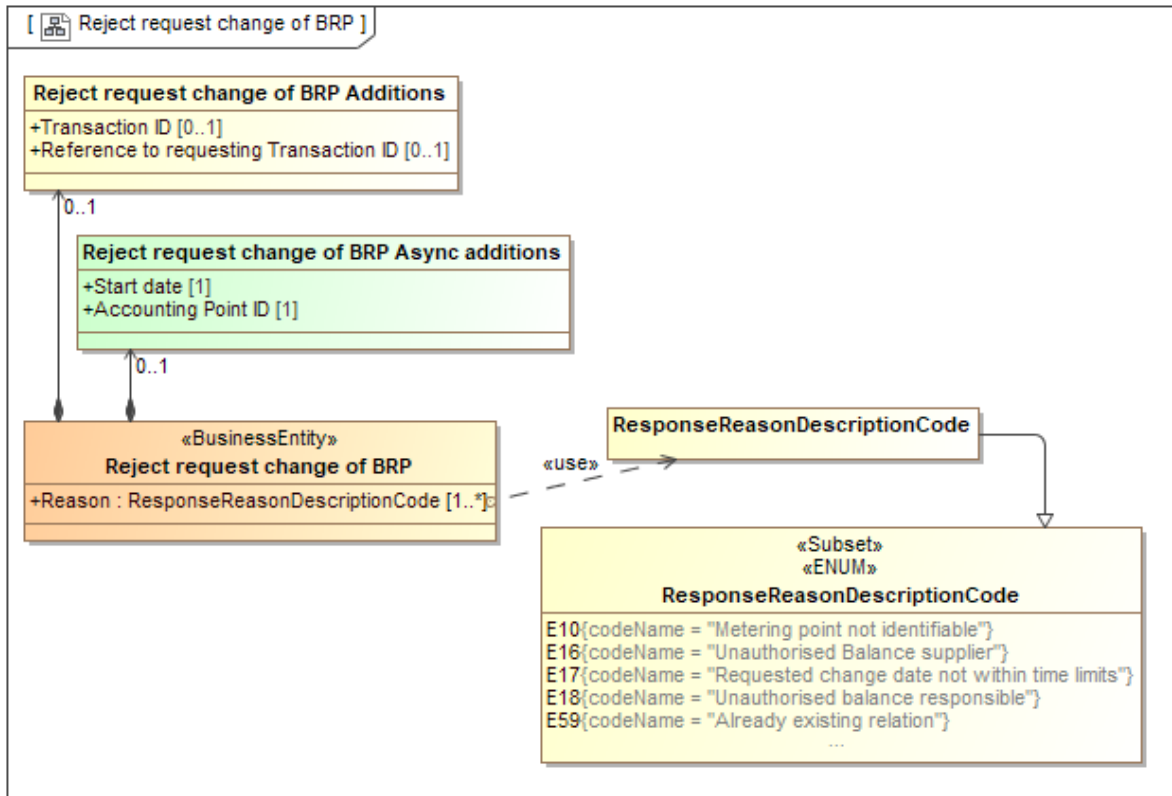 [ Reject request change of BRP ]
Reject request change of BRP Additions
+Transaction ID [0..1]
+Reference to requesting Transaction ID [0..1]
0..1
Reject request change of BRP Async additions
+Start date [1]
+Accounting Point ID [1]
0..1
«BusinessEntity»
Reject request change of BRP
+Reason : ResponseReasonDescriptionCode [1..*]
«use»
ResponseReasonDescriptionCode
«Subset»
«ENUM»
ResponseReasonDescriptionCode
E10{codeName = "Metering point not identifiable"}
E16{codeName = "Unauthorised Balance supplier"}
E17{codeName = "Requested change date not within time limits"}
E18{codeName = "Unauthorised balance responsible"}
E59{codeName = "Already existing relation"}
...